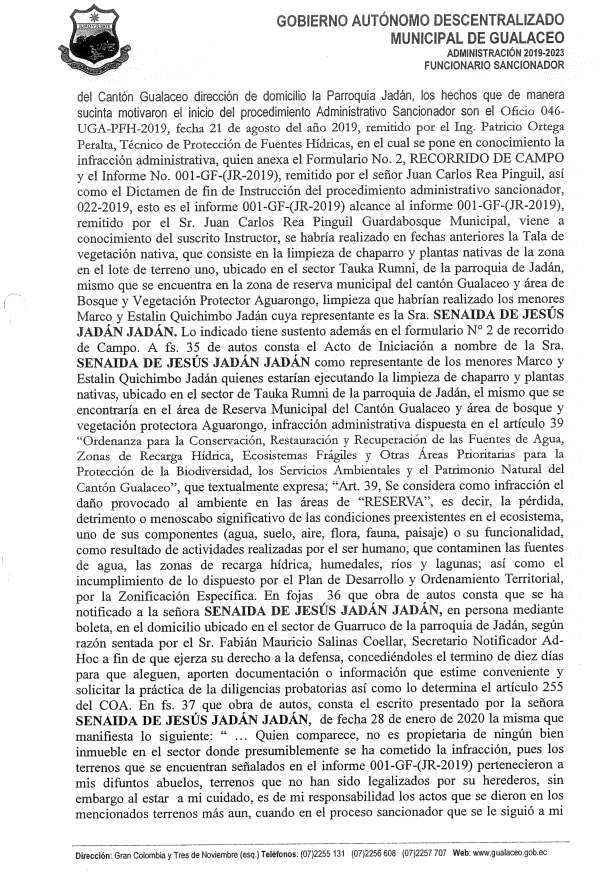 GOBIERNO AUTÓNOMO DESCENTRALIZADO
MUNICIPAL DE GUALACEO
ADMINISTRACIÓN 2019-2023
FUNCIONARIO SANCIONADOR
del Cantón Gualaceo dirección de domicilio la Parroquia Jadán, los hechos que de manera
sucinta motivaron el inicio del procedimiento Administrativo Sancionador son el Oficio 046-
UGA-PFH-2019, fecha 21 de agosto del año 2019, remitido por el Ing. Patricio Ortega
Peralta, Técnico de Protección de Fuentes Hídricas, en el cual se pone en conocimiento la
infracción administrativa, quien anexa el Formulario No. 2, RECORRIDO DE CAMPO
y el Informe No. 001-GF-(JR-2019), remitido por el señor Juan Carlos Rea Pinguil, así
como el Dictamen de fin de Instrucción del procedimiento administrativo sancionador,
022-2019, esto es el informe 001-GF-(JR-2019) alcance al informe 001-GF-(JR-2019),
remitido por el Sr. Juan Carlos Rea Pinguil Guardabosque Municipal, viene a
conocimiento del suscrito Instructor, se habría realizado en fechas anteriores la Tala de
vegetación nativa, que consiste en la limpieza de chaparro y plantas nativas de la zona
en el lote de terreno uno, ubicado en el sector Tauka Rumni, de la parroquia de Jadán,
mismo que se encuentra en la zona de reserva municipal del cantón Gualaceo y área de
Bosque y Vegetación Protector Aguarongo, limpieza que habrían realizado los menores
Marco y Estalin Quichimbo Jadán cuya representante es la Sra. SENAIDA DE JESÚS
JADÁN JADÁN. Lo indicado tiene sustento además en el formulario N° 2 de recorrido
de Campo. A fs. 35 de autos consta el Acto de Iniciación a nombre de la Sra.
SENAIDA DE JESÚS JADÁN JADÁN como representante de los menores Marco y
Estalin Quichimbo Jadán quienes estarían ejecutando la limpieza de chaparro y plantas
nativas, ubicado en el sector de Tauka Rumni de la parroquia de Jadán, el mismo que se
encontraría en el área de Reserva Municipal del Cantón Gualaceo y área de bosque y
vegetación protectora Aguarongo, infracción administrativa dispuesta en el artículo 39
“Ordenanza para la Conservación, Restauración y Recuperación de las Fuentes de Agua,
Zonas de Recarga Hídrica, Ecosistemas Frágiles y Otras Áreas Prioritarias para la
Protección de la Biodiversidad, los Servicios Ambientales y el Patrimonio Natural del
Cantón Gualaceo”, que textualmente expresa; “Art. 39, Se considera como infracción el
daño provocado al ambiente en las áreas de “RESERVA”, es decir, la pérdida,
detrimento o menoscabo significativo de las condiciones preexistentes en el ecosistema,
uno de sus componentes (agua, suelo, aire, flora, fauna, paisaje) o su funcionalidad,
como resultado de actividades realizadas por el ser humano, que contaminen las fuentes
de agua, las zonas de recarga hídrica, humedales, ríos y lagunas; así como el
incumplimiento de lo dispuesto por el Plan de Desarrollo y Ordenamiento Territorial,
por la Zonificación Específica. En fojas 36 que obra de autos consta que se ha
notificado a la señora SENAIDA DE JESÚS JADÁN JADÁN, en persona mediante
boleta, en el domicilio ubicado en el sector de Guarruco de la parroquia de Jadán, según
razón sentada por el Sr. Fabián Mauricio Salinas Coellar, Secretario Notificador Ad-
Hoc a fin de que ejerza su derecho a la defensa, concediéndoles el termino de diez días
para que aleguen, aporten documentación o información que estime conveniente y
solicitar la práctica de la diligencias probatorias así como lo determina el artículo 255
del COA. En fs. 37 que obra de autos, consta el escrito presentado por la señora
SENAIDA DE JESÚS JADÁN JADÁN, de fecha 28 de enero de 2020 la misma que
manifiesta lo siguiente: “ … Quien comparece, no es propietaria de ningún bien
inmueble en el sector donde presumiblemente se ha cometido la infracción, pues los
terrenos que se encuentran señalados en el informe 001-GF-(JR-2019) pertenecieron a
mis difuntos abuelos, terrenos que no han sido legalizados por su herederos, sin
embargo al estar a mi cuidado, es de mi responsabilidad los actos que se dieron en los
mencionados terrenos más aun, cuando en el proceso sancionador que se le siguió a mi
Dirección: Gran Colombia y Tres de Noviembre (esq.) Teléfonos: (07)2255 131 (07)2256 608 (07)2257 707 Web: www.gualaceo.gob.ec